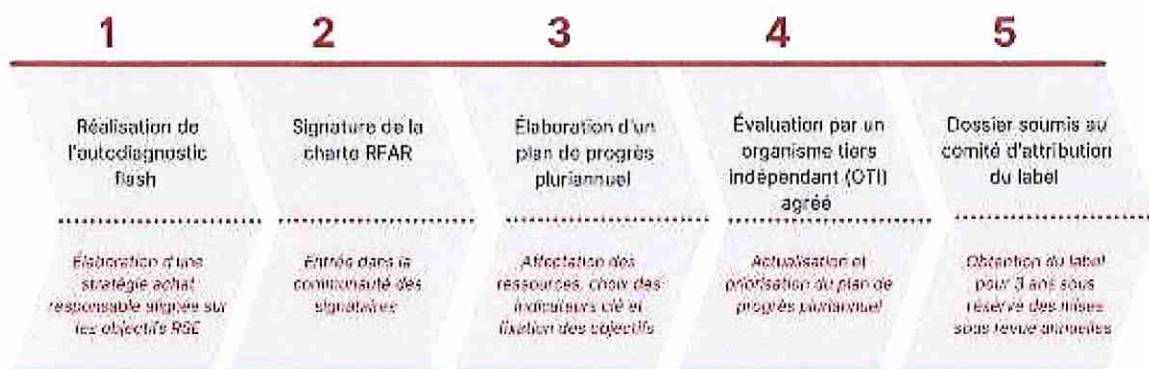 1
2
3
4
5
Réalisation de
l'autodiagnostic
flash
Signature de la
charte RFAR
Élaboration d'un
plan de progrès
pluriannuel
Évaluation par un
organisme tiers
indépendant (OTI)
agréé
Dossier soumis au
comité d'attribution
du label
Élaboration d'une
stratégie achat
responsable alignée sur
les objectifs RSE
Entrée dans la
communauté des
signataires
Affectation des
ressources, choix des
indicateurs clé et
fixation des objectifs
Actualisation et
priorisation du plan de
progrès pluriannuel
Obtention du label
pour 3 ans sous
réserve des mises
sous revue annuelles